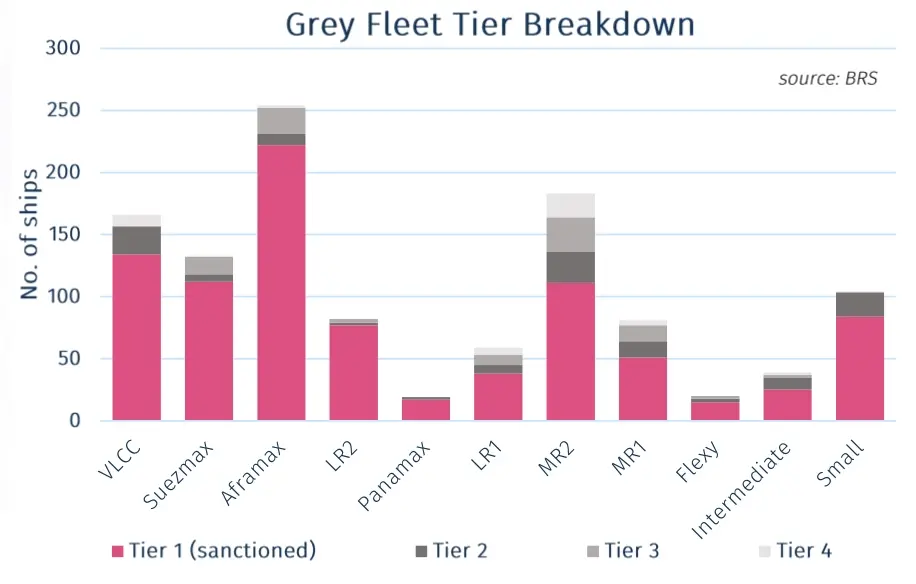 Grey Fleet Tier Breakdown
source: BRS
No. of ships
300
250
200
150
100
50
0
VLCC
Suezmax
Aframax
LR2
Panamax
LR1
MR2
MR1
Flexy
Intermediate
Small
Tier 1 (sanctioned)
Tier 2
Tier 3
Tier 4